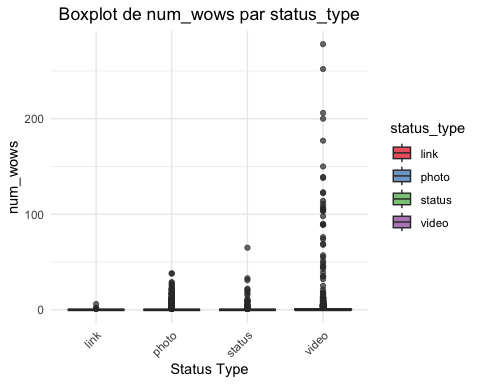 Boxplot de num_wows par status_type
num_wows
200
100
0
link
photo
status
video
Status Type
status_type
link
photo
status
video